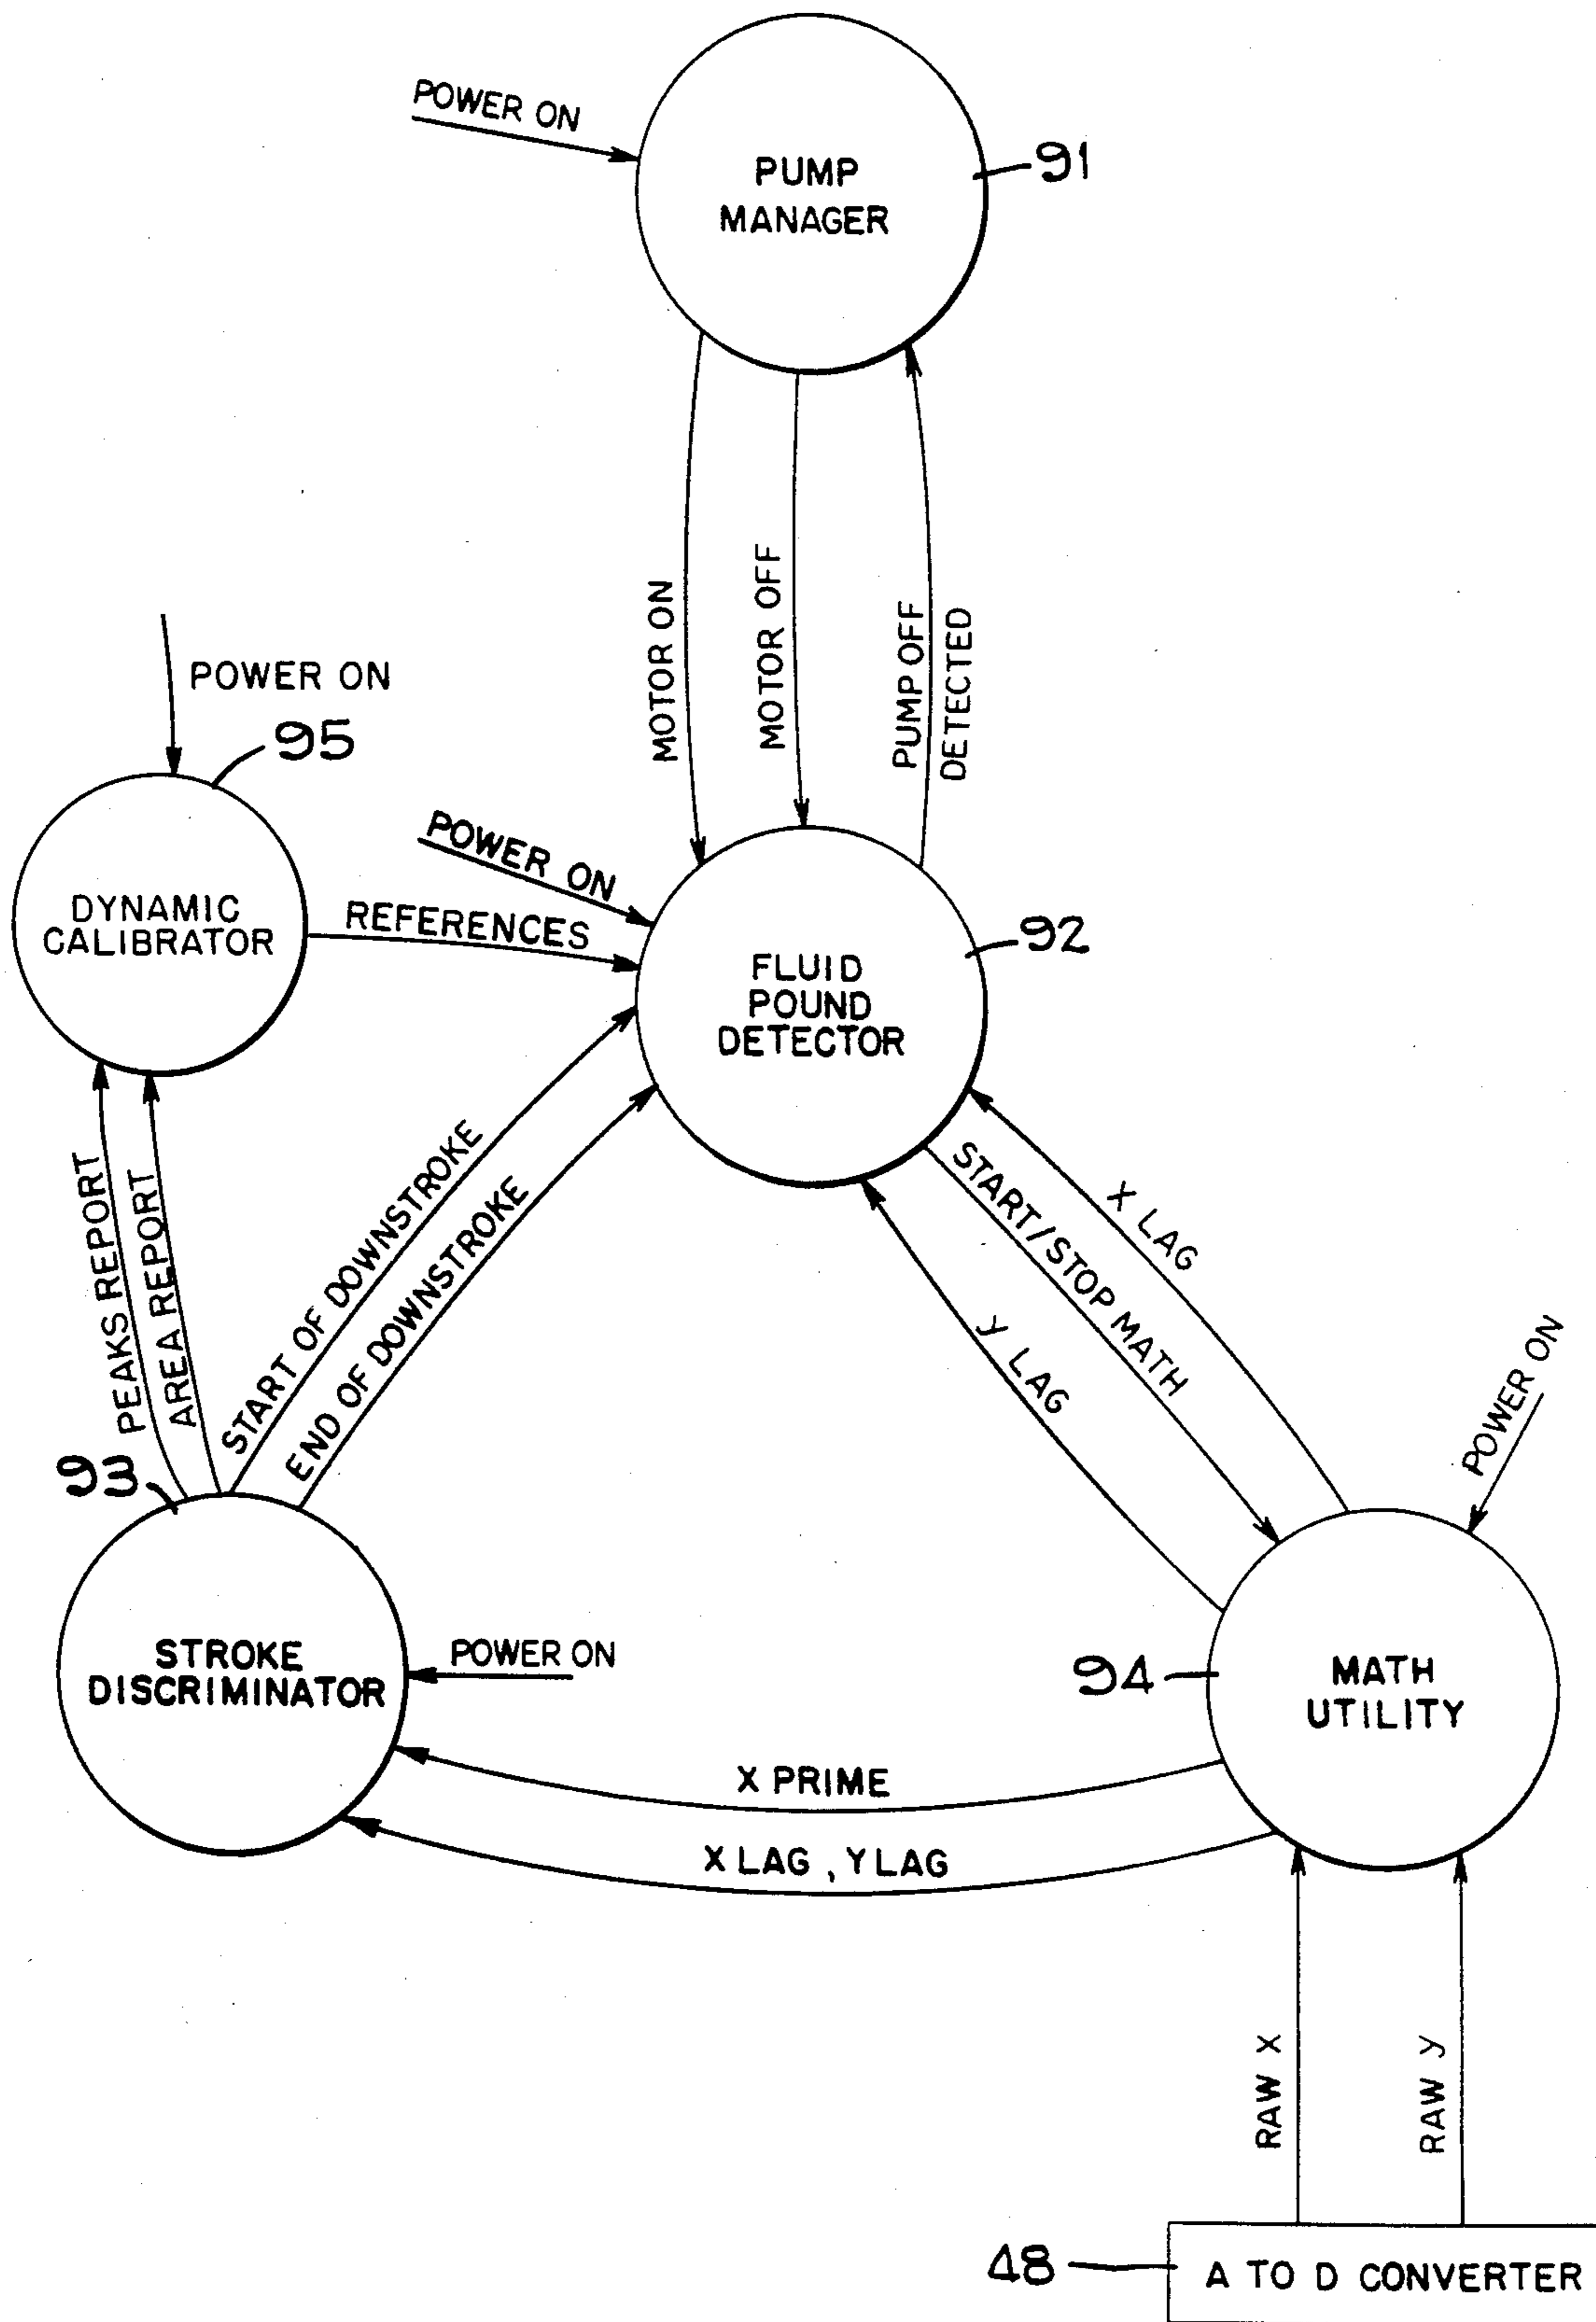 POWER ON
PUMP
MANAGER
91
MOTOR ON
MOTOR OFF
PUMP OFF
DETECTED
POWER ON
95
DYNAMIC
CALIBRATOR
POWER ON
REFERENCES
92
FLUID
POUND
DETECTOR
PEAKS REPORT
AREA REPORT
START OF DOWNSTROKE
END OF DOWNSTROKE
X LAG
START/STOP MATH
Y LAG
POWER ON
93
STROKE
DISCRIMINATOR
POWER ON
94
MATH
UTILITY
X PRIME
X LAG , Y LAG
RAW X
RAW Y
48
A TO D CONVERTER